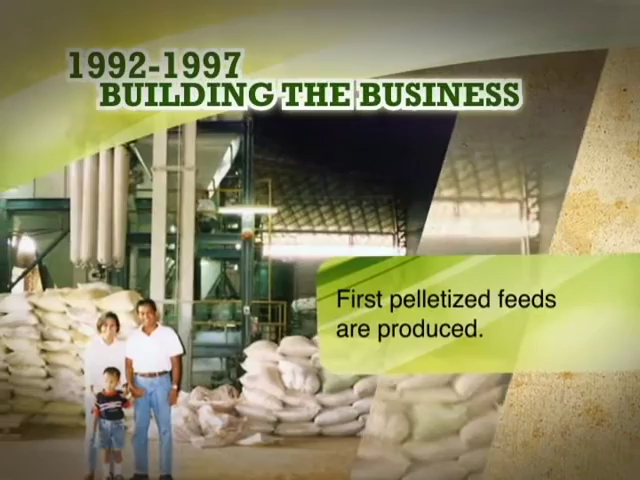 1992-1997
BUILDING THE BUSINESS
First pelletized feeds
are produced.